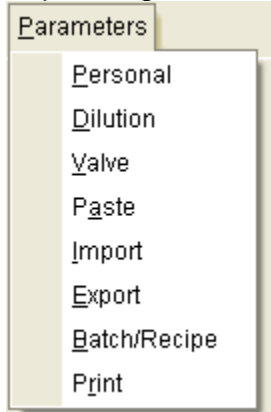 Parameters
Personal
Dilution
Valve
Paste
Import
Export
Batch/Recipe
Print